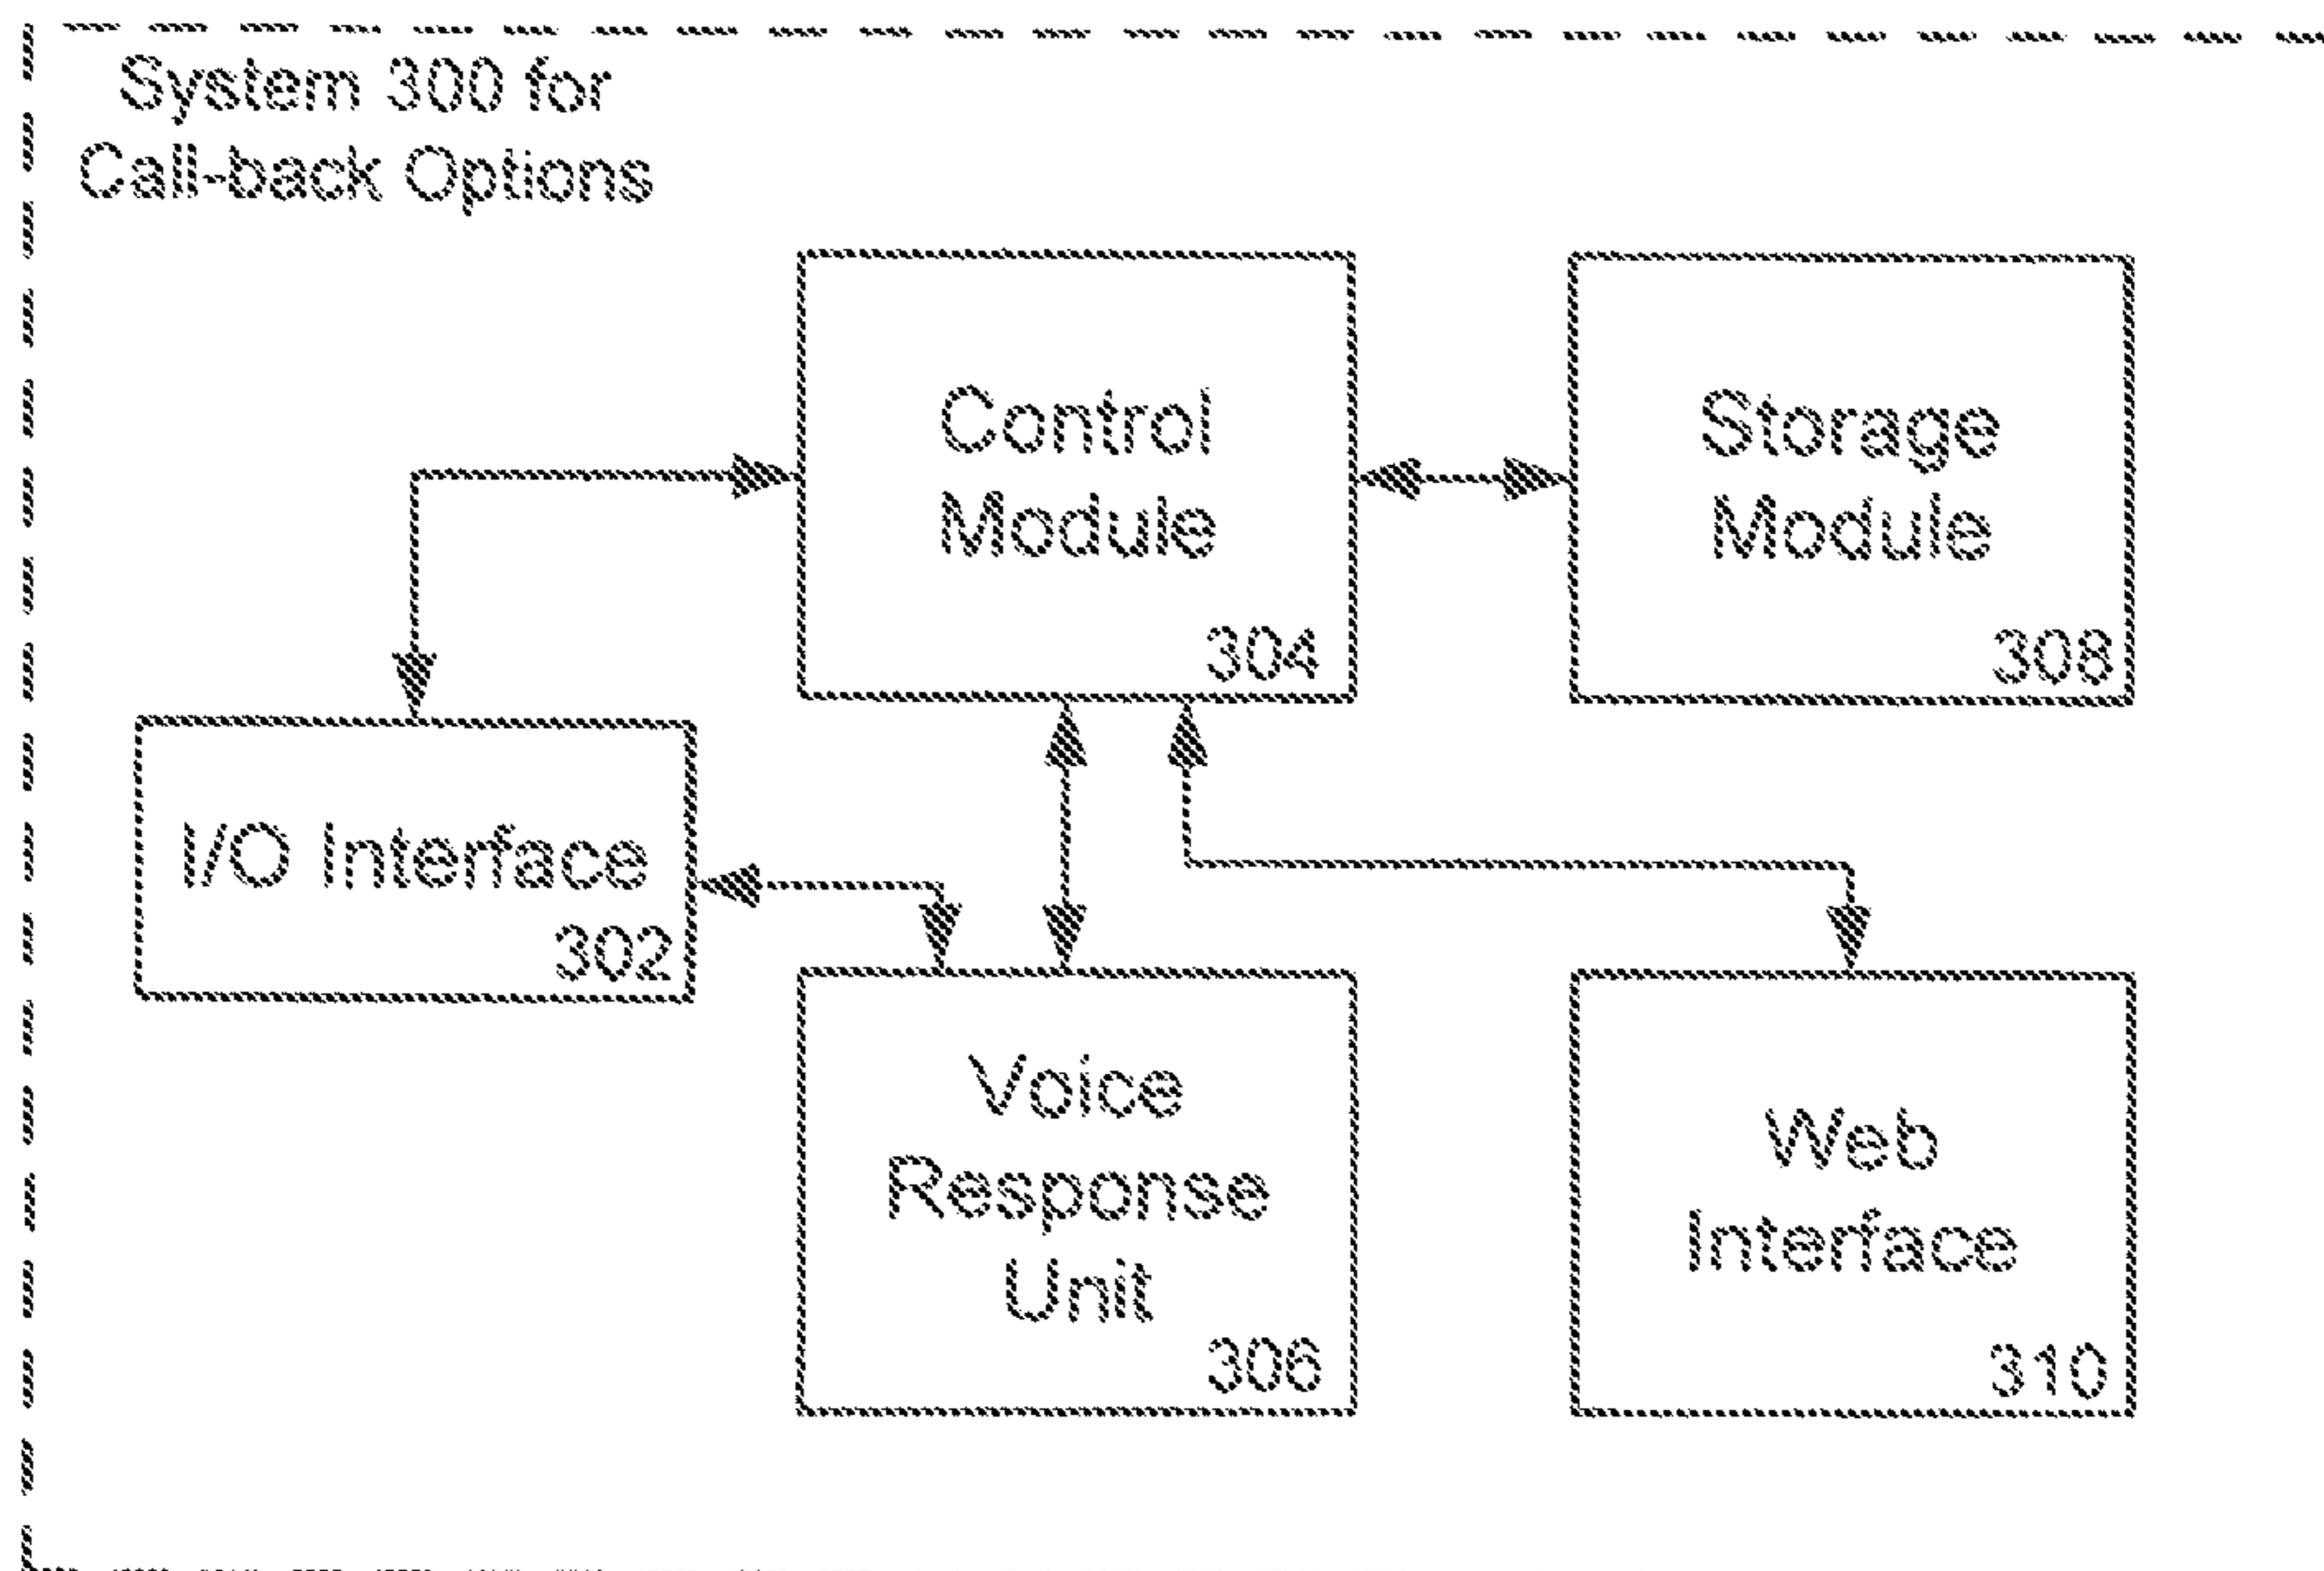 System 300 for
Call-back Options
Control
Module
304
Storage
Module
308
I/O Interface
302
Voice
Response
Unit
306
Web
Interface
310